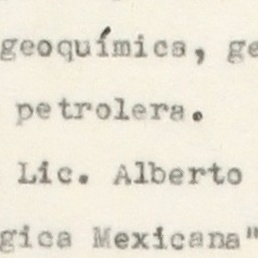 geoquímica, ge
petrolera.
Lic. Alberto
gica Mexicana"